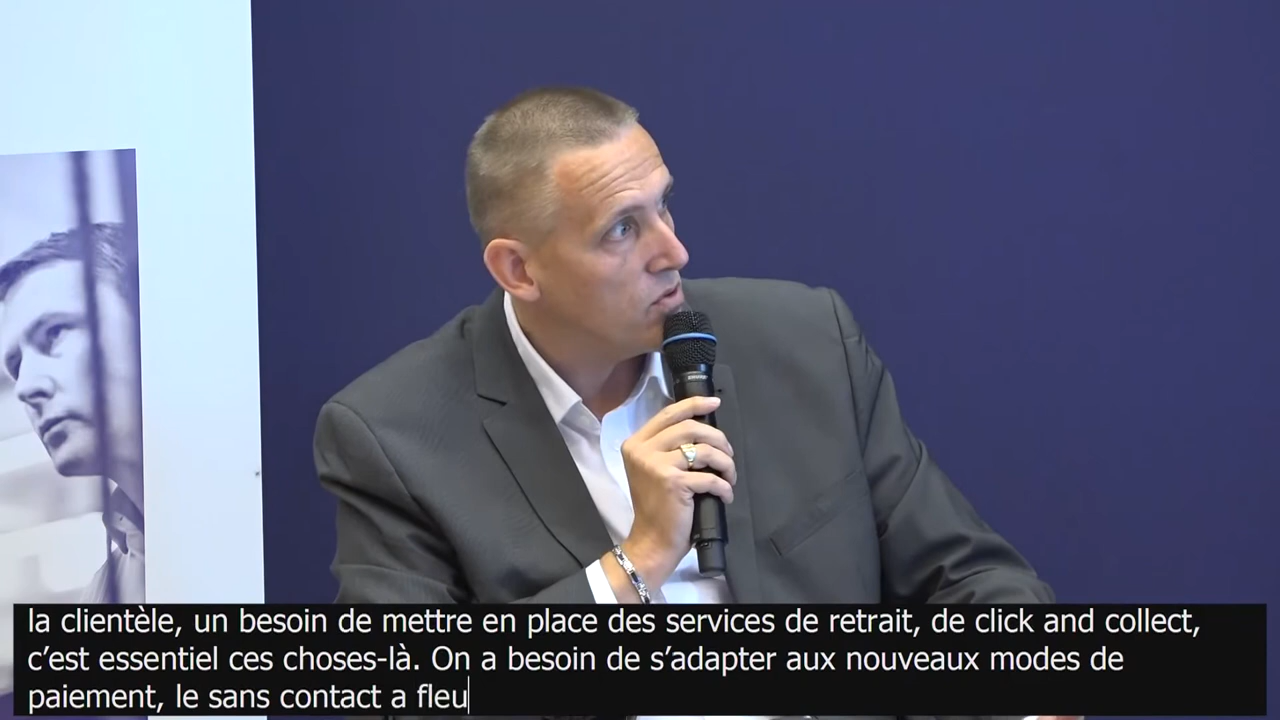 la clientèle, un besoin de mettre en place des services de retrait, de click and collect,
c’est essentiel ces choses-là. On a besoin de s’adapter aux nouveaux modes de
paiement, le sans contact a fleu